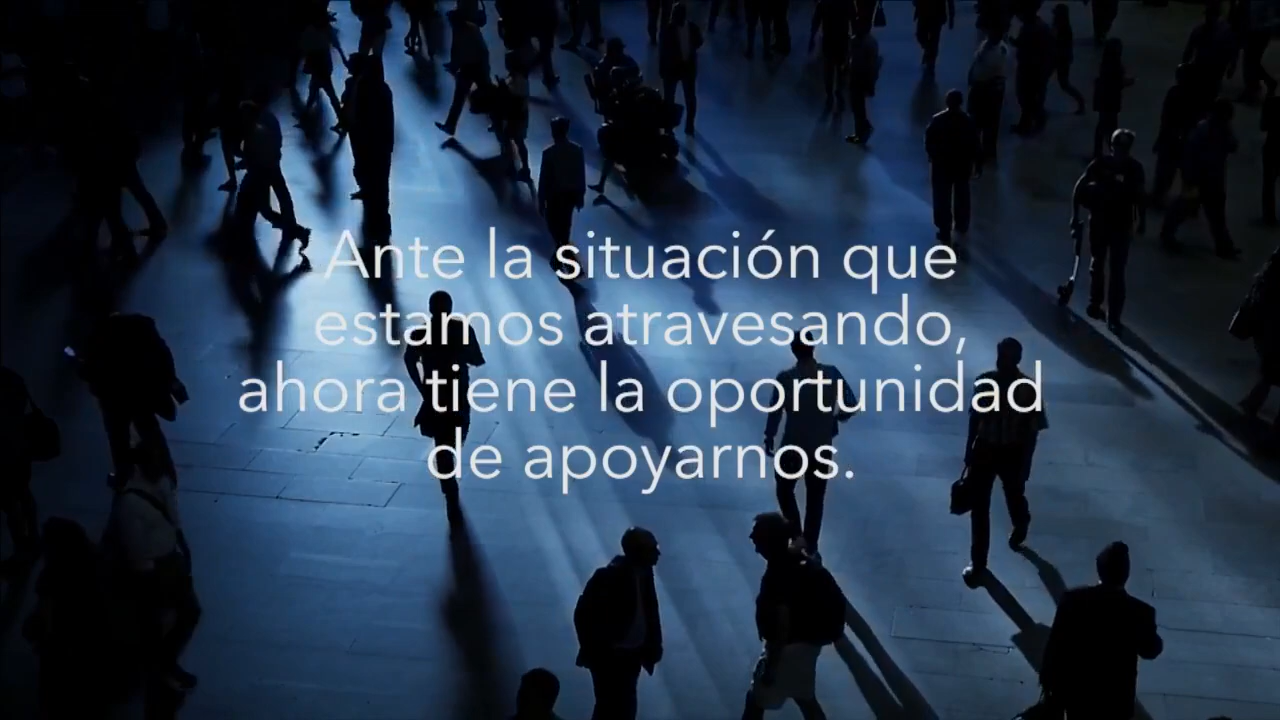 Ante la situación que
estamos atravesando,
ahora tiene la oportunidad
de apoyarnos.